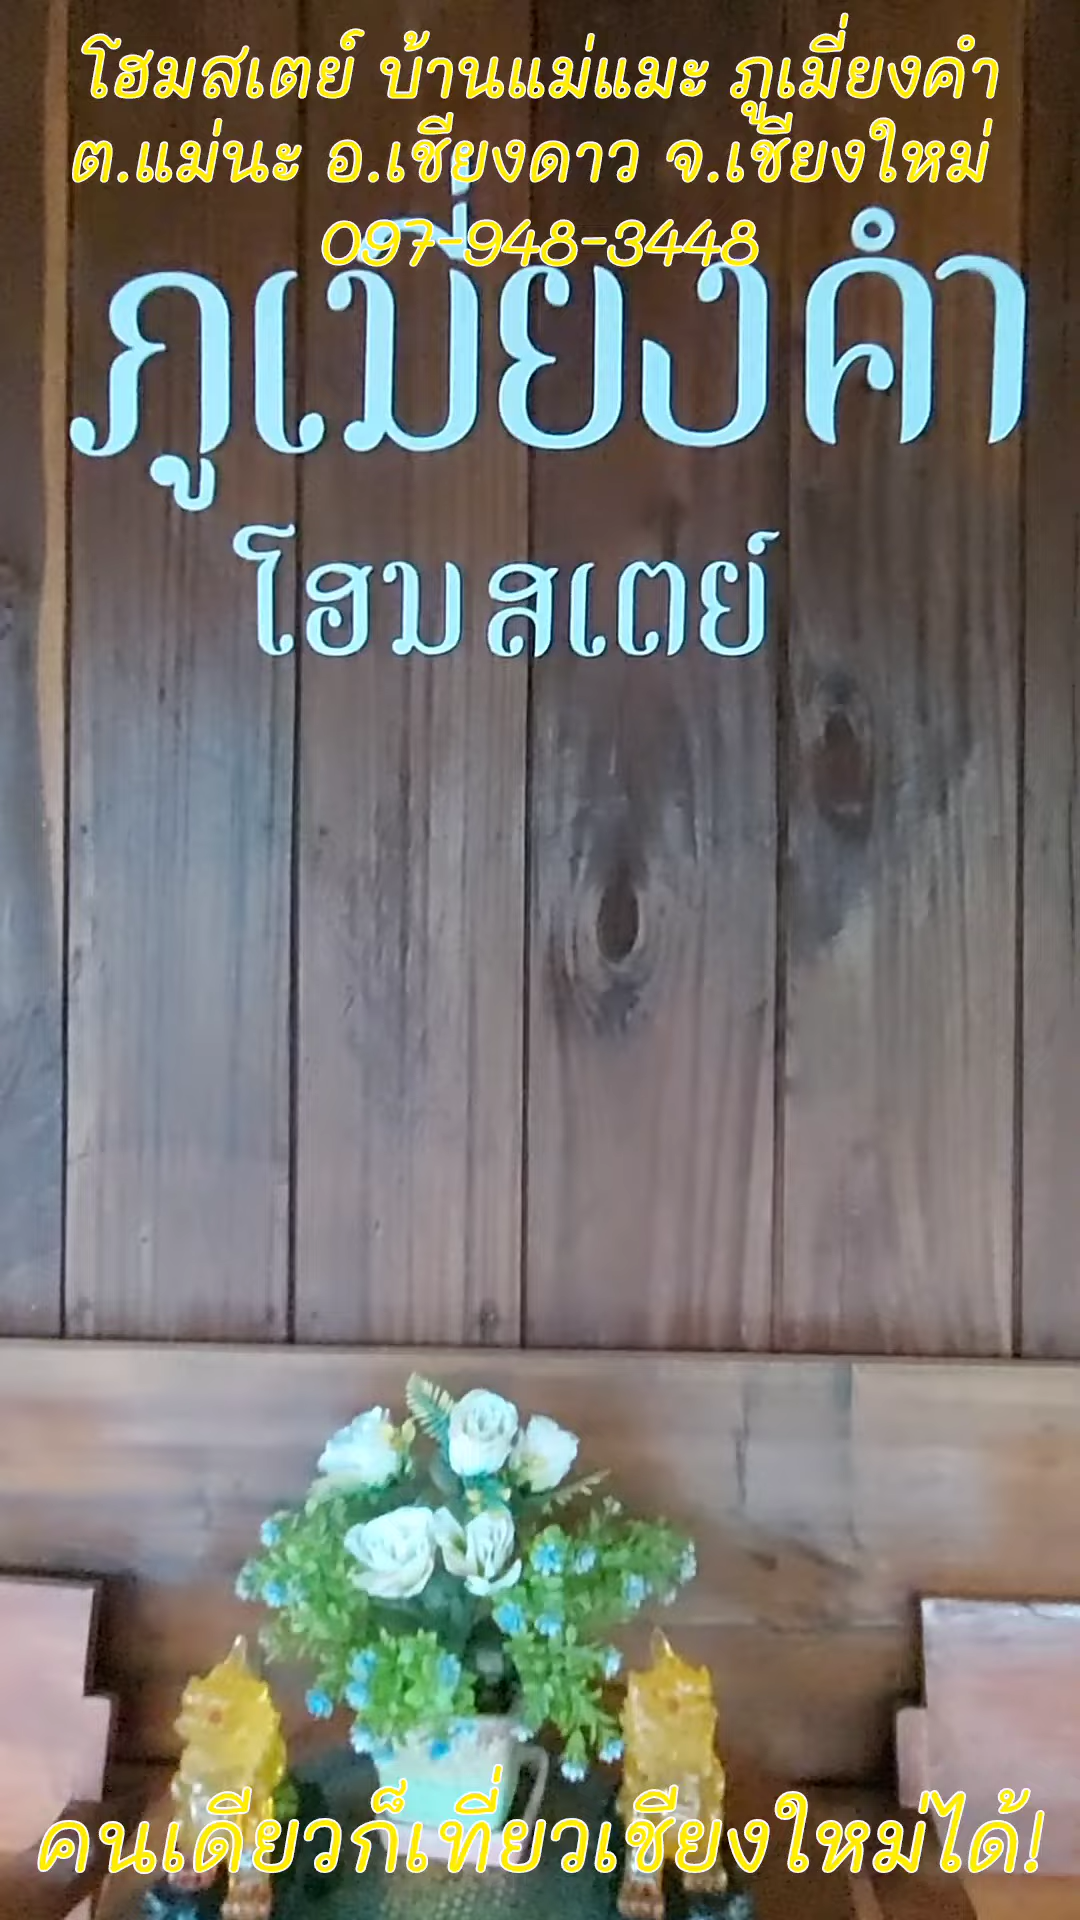 โฮมสเตย์ บ้านแม่แมะ ภูเมี่ยงคำ
ต.แม่นะ อ.เชียงดาว จ.เชียงใหม่
097-948-3448
ภูเมี่ยงคำ
โฮมสเตย์
คนเดียวก็เที่ยวเชียงใหม่ได้!